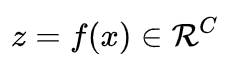 z = f(x) ∈ ℛ^C